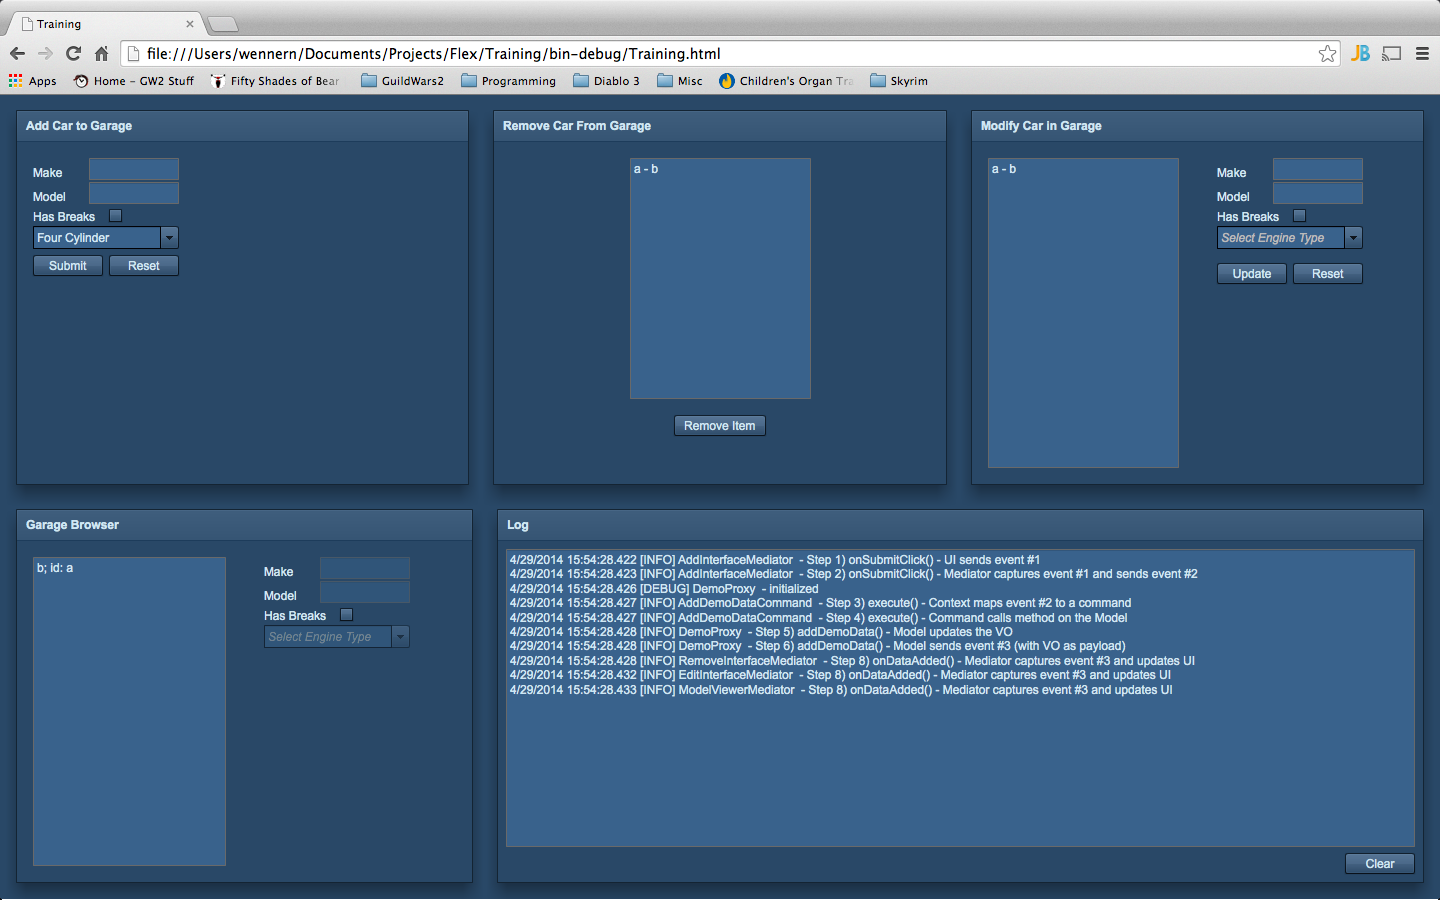 Training
file:///Users/wennern/Documents/Projects/Flex/Training/bin-debug/Training.html
JB
Apps Home – GW2 Stuff Fifty Shades of Bear GuildWars2 Programming Diablo 3 Misc Children's Organ Tra Skyrim
Add Car to Garage
Make
Model
Has Breaks
Four Cylinder
Submit Reset
Remove Car From Garage
a - b
Remove Item
Modify Car in Garage
a - b
Make
Model
Has Breaks
Select Engine Type
Update Reset
Garage Browser
b; id: a
Make
Model
Has Breaks
Select Engine Type
Log
4/29/2014 15:54:28.422 [INFO] AddInterfaceMediator - Step 1) onSubmitClick() - UI sends event #1
4/29/2014 15:54:28.423 [INFO] AddInterfaceMediator - Step 2) onSubmitClick() - Mediator captures event #1 and sends event #2
4/29/2014 15:54:28.426 [DEBUG] DemoProxy - initialized
4/29/2014 15:54:28.427 [INFO] AddDemoDataCommand - Step 3) execute() - Context maps event #2 to a command
4/29/2014 15:54:28.427 [INFO] AddDemoDataCommand - Step 4) execute() - Command calls method on the Model
4/29/2014 15:54:28.428 [INFO] DemoProxy - Step 5) addDemoData() - Model updates the VO
4/29/2014 15:54:28.428 [INFO] DemoProxy - Step 6) addDemoData() - Model sends event #3 (with VO as payload)
4/29/2014 15:54:28.428 [INFO] RemoveInterfaceMediator - Step 8) onDataAdded() - Mediator captures event #3 and updates UI
4/29/2014 15:54:28.432 [INFO] EditInterfaceMediator - Step 8) onDataAdded() - Mediator captures event #3 and updates UI
4/29/2014 15:54:28.433 [INFO] ModelViewerMediator - Step 8) onDataAdded() - Mediator captures event #3 and updates UI
Clear